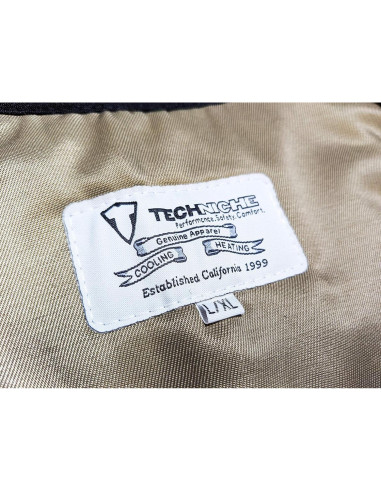 TECHNICHE
Performance. Safety. Comfort.
Genuine Apparel
COOLING HEATING
Established California 1999
L/XL